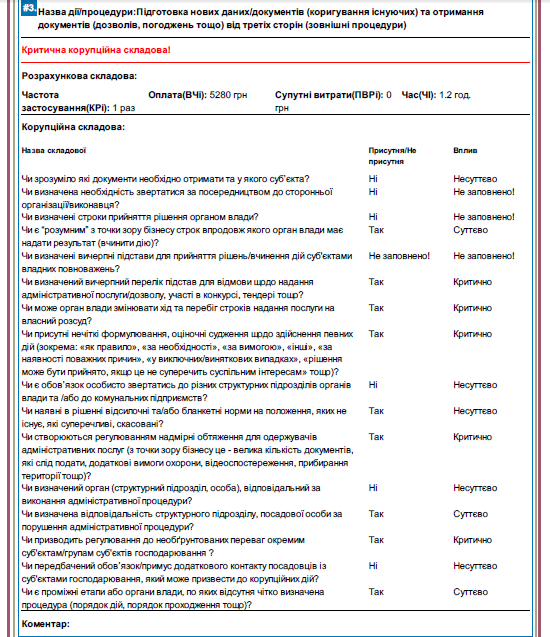 #3. Назва дії/процедури:Підготовка нових даних/документів (коригування існуючих) та отримання
документів (дозволів, погоджень тощо) від третіх сторін (зовнішні процедури)
Критична корупційна складова!
Розрахункова складова:
Частота застосування(КРі): 1 раз
Оплата(ВЧі): 5280 грн
Супутні витрати(ПВРі): 0 грн
Час(ЧІ): 1.2 год.
Корупційна складова:
Назва складової Присутня/Не присутня Вплив
Чи зрозуміло які документи необхідно отримати та у якого суб'єкта? Ні Несуттєво
Чи визначена необхідність звертатися за посередництвом до сторонньої Ні Не заповнено!
організації/виконавця?
Чи визначені строки прийняття рішення органом влади? Ні Не заповнено!
Чи є "розумним" з точки зору бізнесу строк впродовж якого орган влади має Так Суттєво
надати результат (вчинити дію)?
Чи визначені вичерпні підстави для прийняття рішень/вчинення дій суб'єктами Не заповнено! Не заповнено!
владних повноважень?
Чи визначений вичерпний перелік підстав для відмови щодо надання Так Критично
адміністративної послуги/дозволу, участі в конкурсі, тендері тощо?
Чи може орган влади змінювати хід та перебіг строків надання послуги на Так Критично
власний розсуд?
Чи присутні нечіткі формулювання, оціночні судження щодо здійснення певних Так Критично
дій (зокрема: «як правило», «за необхідності», «за вимогою», «інші», «за
наявності поважних причин», «у виключних/виняткових випадках», «рішення
може бути прийнято, якщо це не суперечить суспільним інтересам» тощо)?
Чи є обов'язок особисто звертатись до різних структурних підрозділів органів Ні Несуттєво
влади та /або до комунальних підприємств?
Чи наявні в рішенні відсилочні та/або бланкетні норми на положення, яких не Так Несуттєво
існує, які суперечливі, скасовані?
Чи створюються регулюванням надмірні обтяження для одержувачів Так Критично
адміністративних послуг (з точки зору бізнесу це - велика кількість документів,
які слід подати, додаткові вимоги охорони, відеоспостереження, прибирання
території тощо)?
Чи визначений орган (структурний підрозділ, особа), відповідальний за Ні Несуттєво
виконання адміністративної процедури?
Чи визначена відповідальність структурного підрозділу, посадової особи за Так Суттєво
порушення адміністративної процедури?
Чи призводить регулювання до необґрунтованих переваг окремим Так Критично
суб'єктам/групам суб'єктів господарювання ?
Чи передбачений обов'язок/примус додаткового контакту посадовців із Ні Несуттєво
суб'єктами господарювання, який може призвести до корупційних дій?
Чи є проміжні етапи або органи влади, по яких відсутня чітко визначена Так Суттєво
процедура (порядок дій, порядок проходження тощо)?
Коментар: